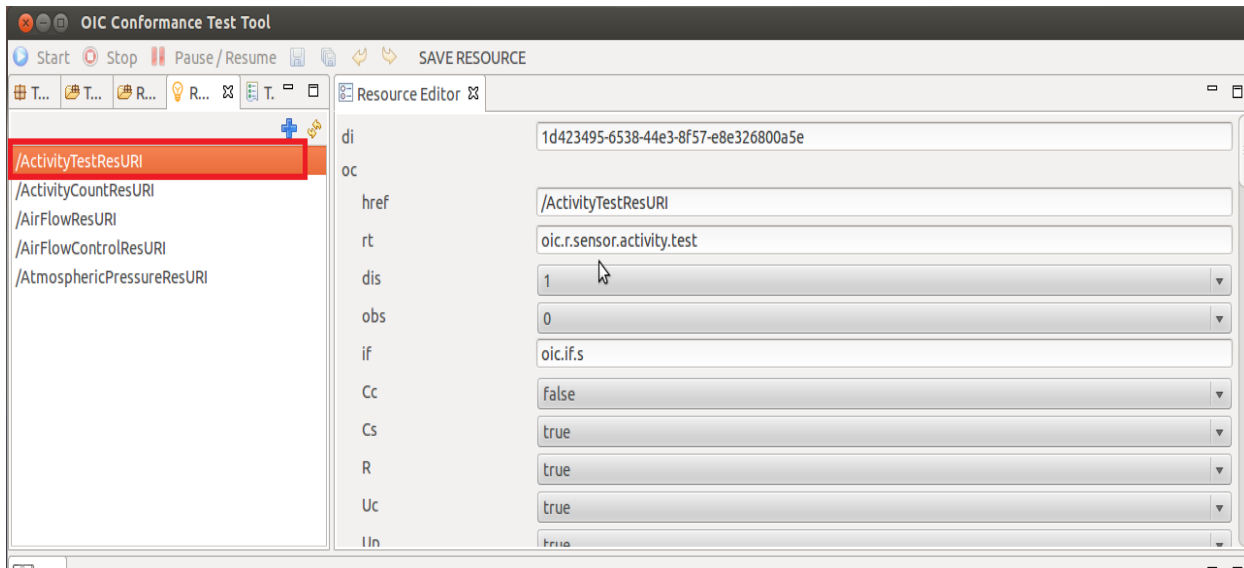 OIC Conformance Test Tool
Start Stop Pause / Resume SAVE RESOURCE
T... T... R... R... T. Resource Editor
/ActivityTestResURI
/ActivityCountResURI
/AirFlowResURI
/AirFlowControlResURI
/AtmosphericPressureResURI
di 1d423495-6538-44e3-8f57-e8e326800a5e
oc
href /ActivityTestResURI
rt oic.r.sensor.activity.test
dis 1
obs 0
if oic.if.s
Cc false
Cs true
R true
Uc true
Up true